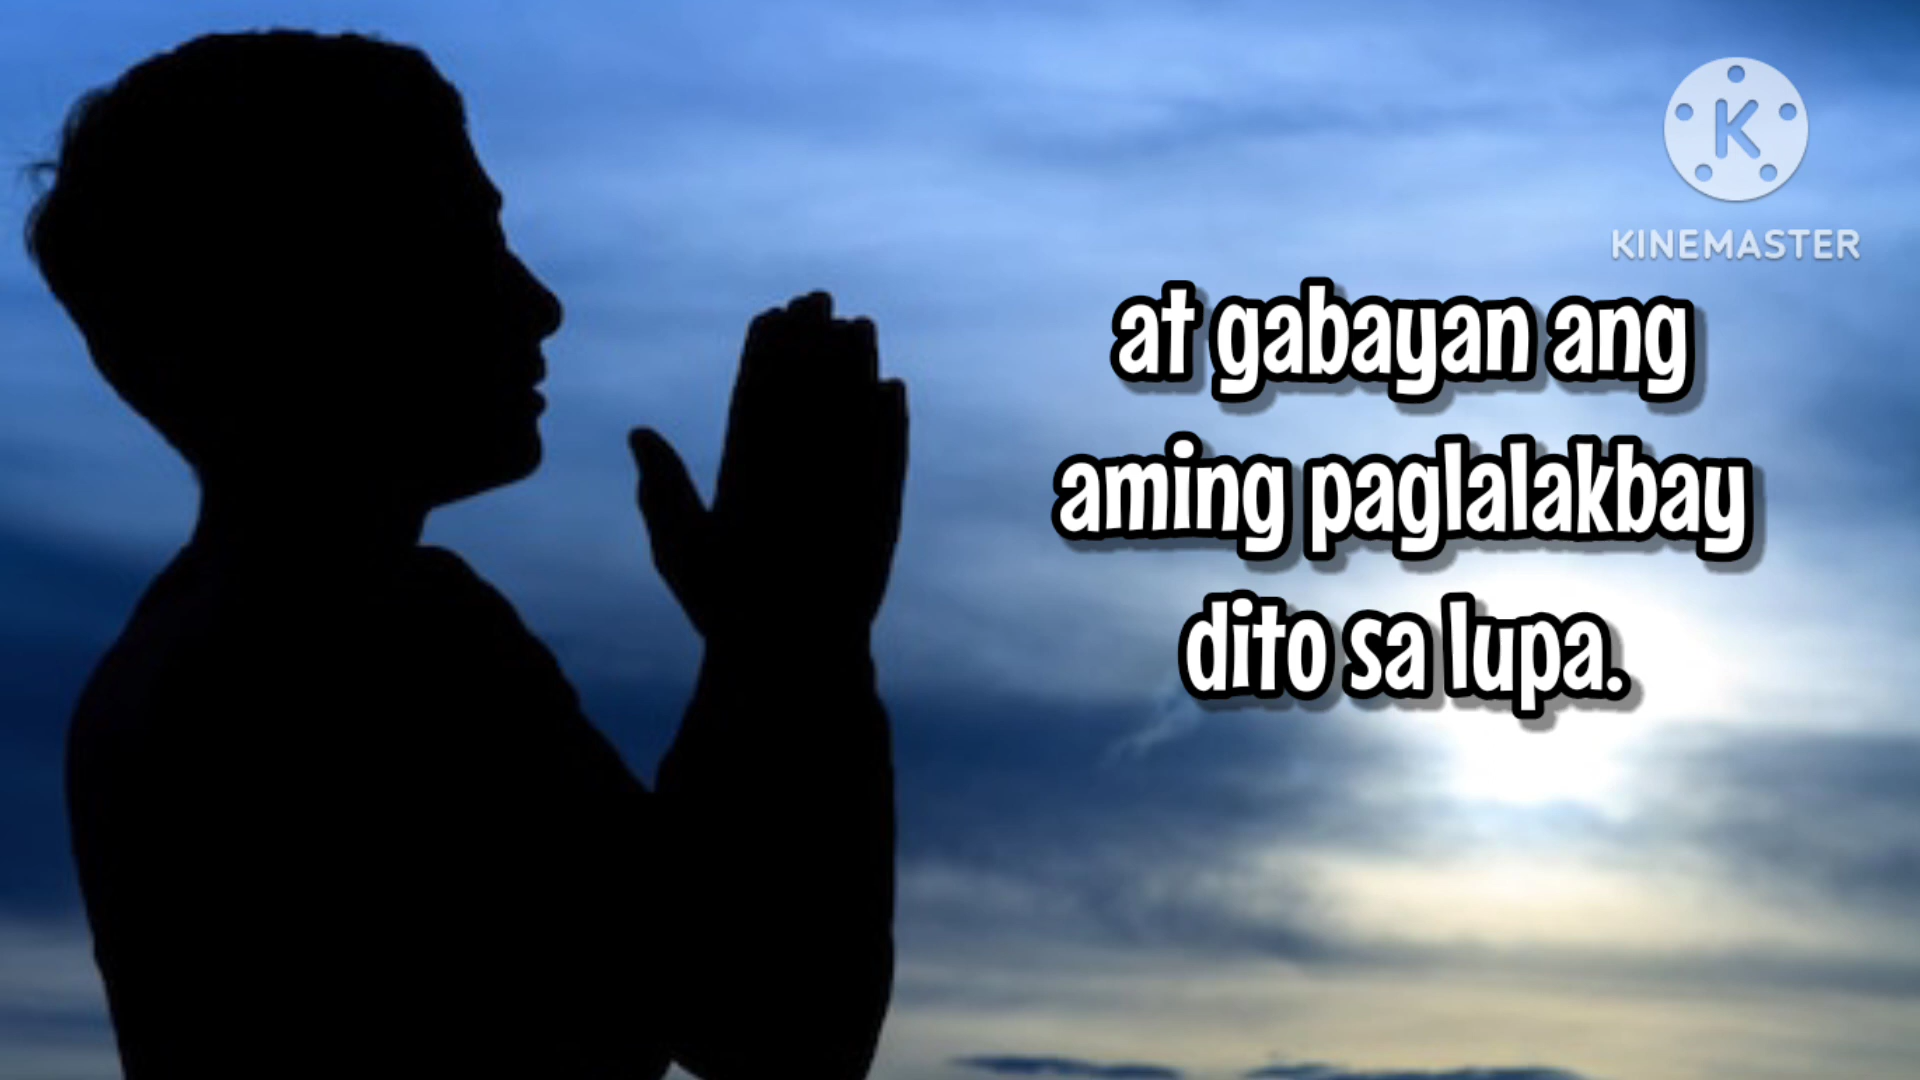 K
KINEMASTER
at gabayan ang
aming paglalakbay
dito sa lupa.